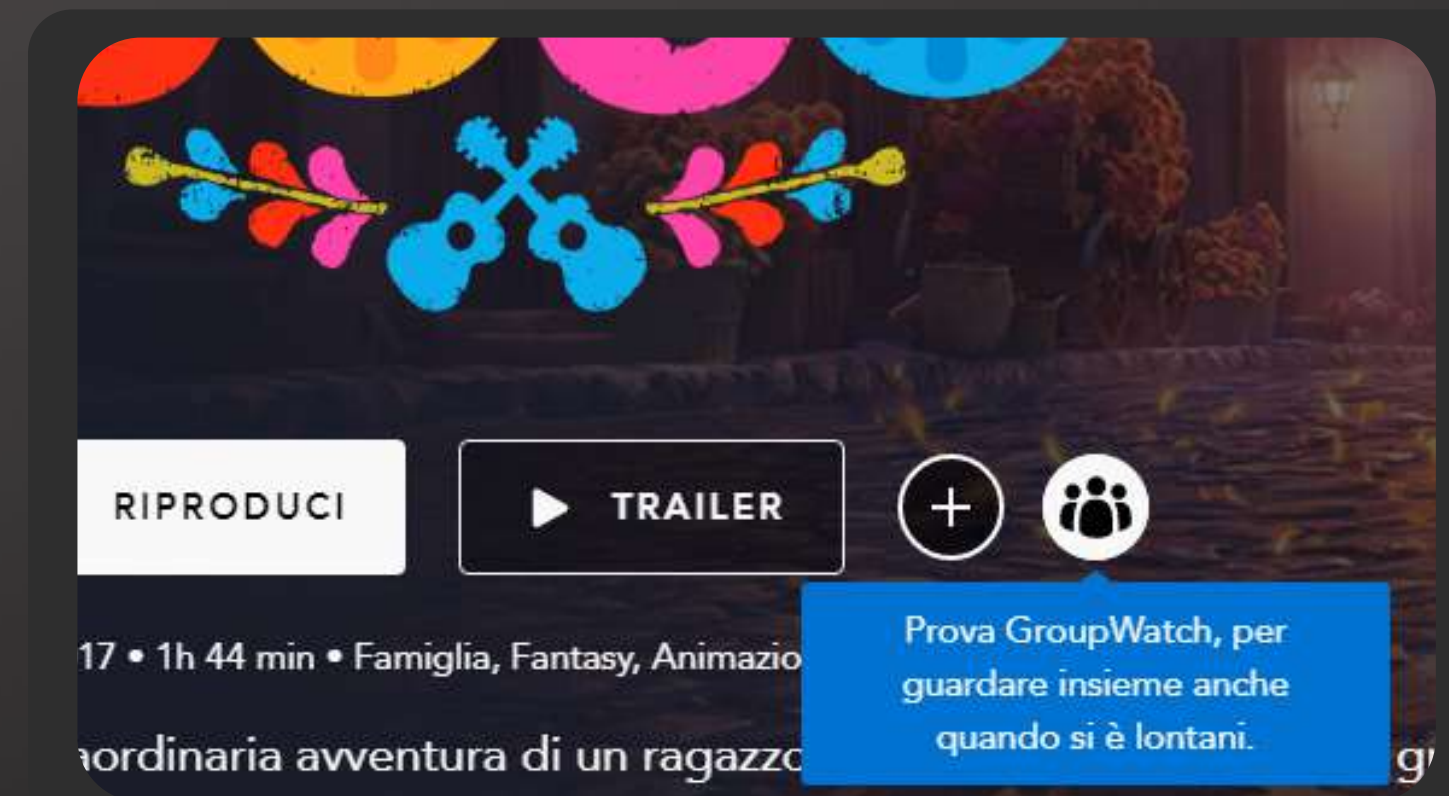 RIPRODUCI
TRAILER
17 • 1h 44 min • Famiglia, Fantasy, Animazio
Prova GroupWatch, per
guardare insieme anche
quando si è lontani.
aordinaria avventura di un ragazzo